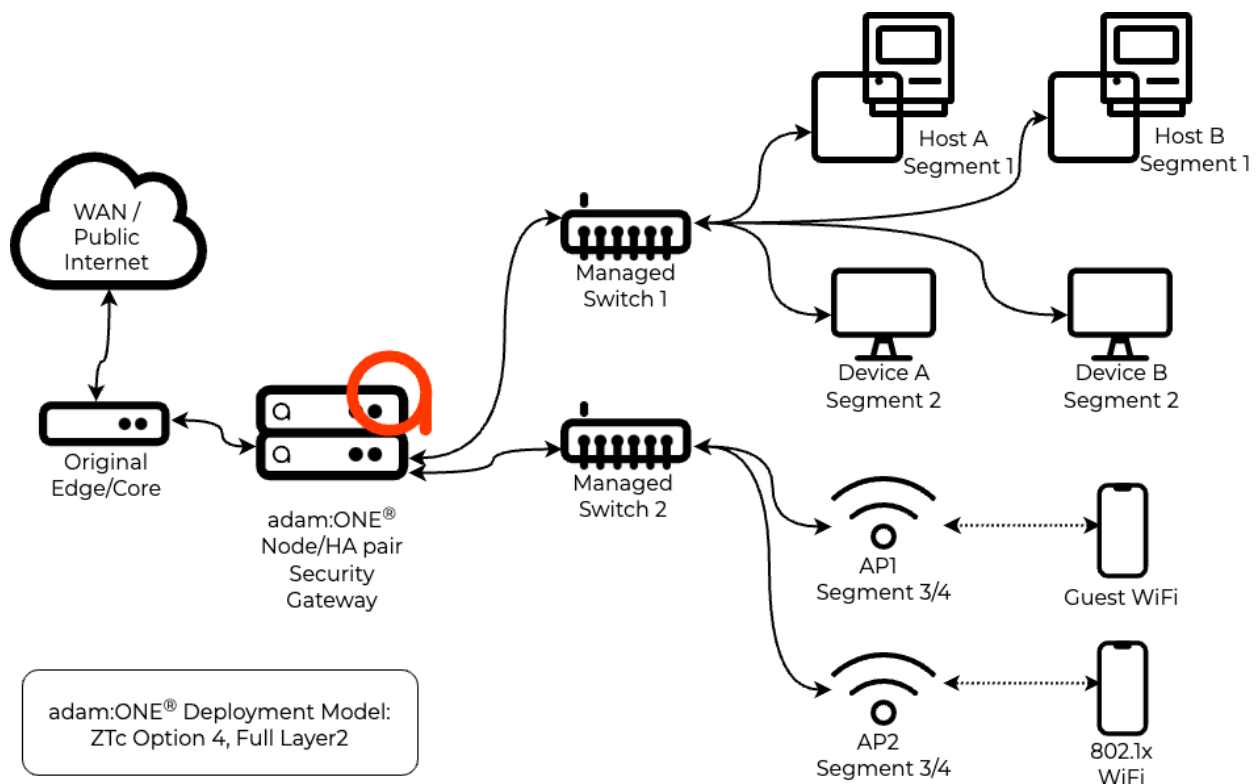 WAN /
Public
Internet
Original
Edge/Core
adam:ONE®
Node/HA pair
Security
Gateway
Managed
Switch 1
Managed
Switch 2
Host A
Segment 1
Host B
Segment 1
Device A
Segment 2
Device B
Segment 2
AP1
Segment 3/4
Guest WiFi
AP2
Segment 3/4
802.1x
WiFi
adam:ONE® Deployment Model:
ZTc Option 4, Full Layer2